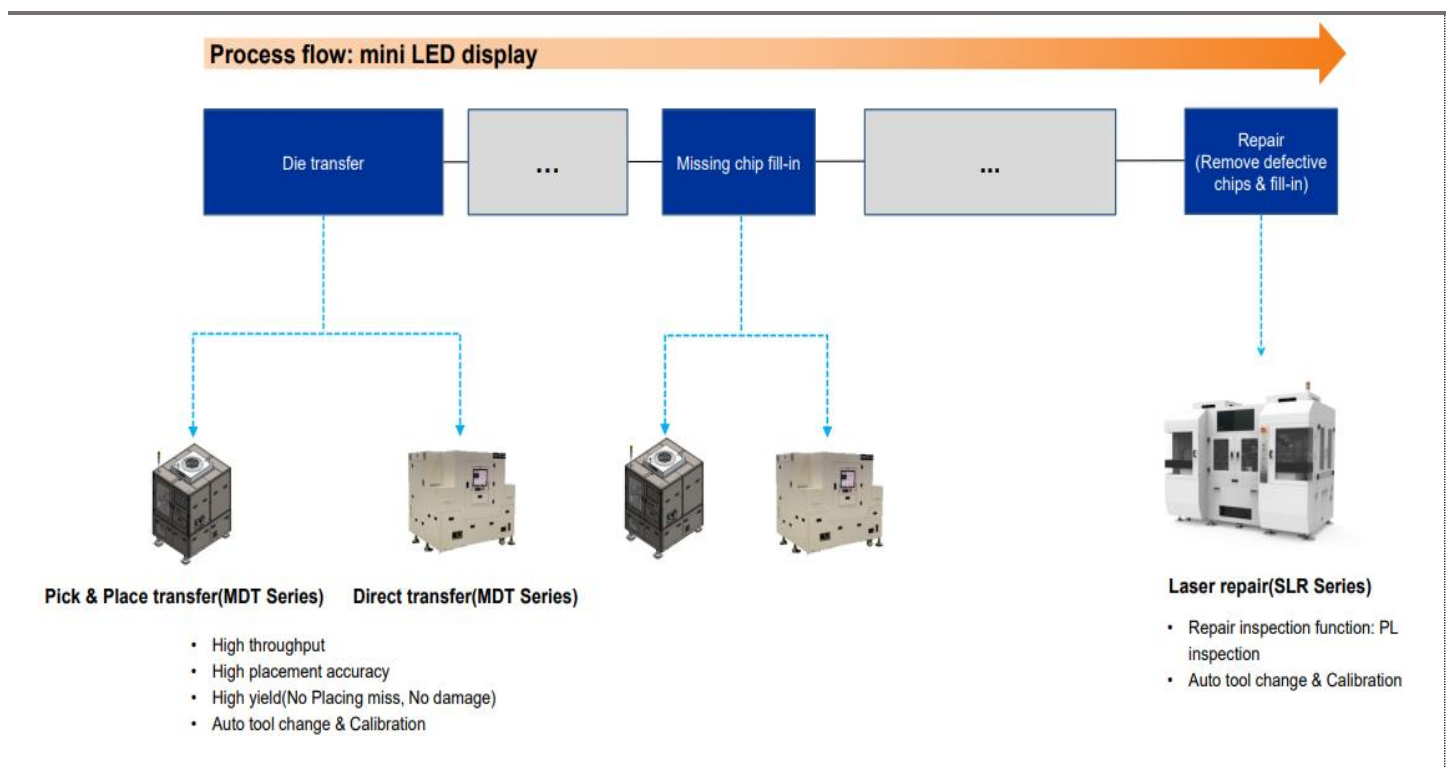 Process flow: mini LED display
Die transfer
...
Missing chip fill-in
...
Repair
(Remove defective
chips & fill-in)
Pick & Place transfer(MDT Series)
Direct transfer(MDT Series)
• High throughput
• High placement accuracy
• High yield(No Placing miss, No damage)
• Auto tool change & Calibration
Laser repair(SLR Series)
• Repair inspection function: PL
inspection
• Auto tool change & Calibration